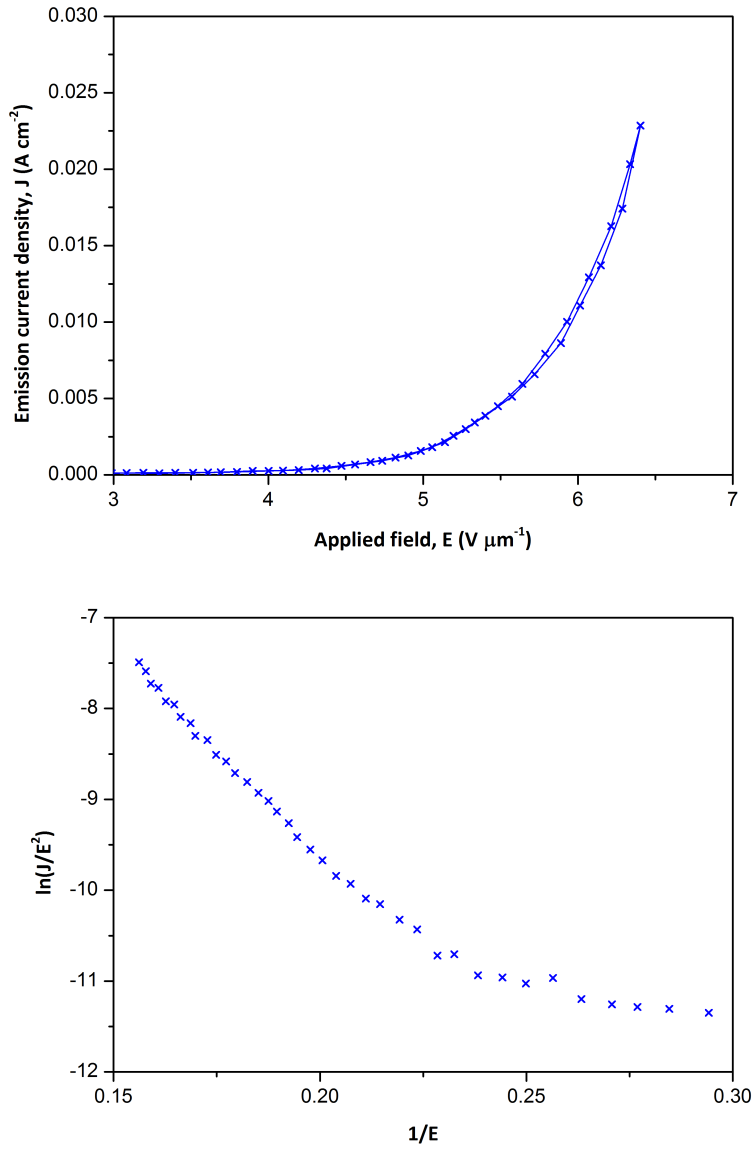 0.030
0.025
0.020
0.015
0.010
0.005
0.000
Emission current density, J (A cm⁻²)
3 4 5 6 7
Applied field, E (V μm⁻¹)
-7
-8
-9
-10
-11
-12
ln(J/E²)
0.15 0.20 0.25 0.30
1/E